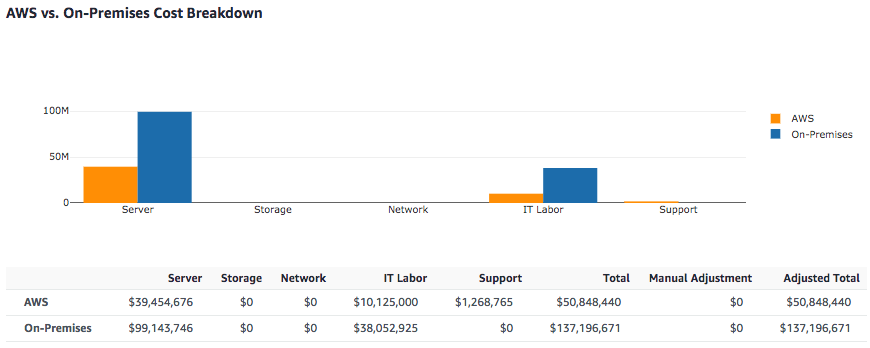 AWS vs. On-Premises Cost Breakdown
100M
50M
0
Server Storage Network IT Labor Support
AWS
On-Premises
Server Storage Network IT Labor Support Total Manual Adjustment Adjusted Total
AWS $39,454,676 $0 $0 $10,125,000 $1,268,765 $50,848,440 $0 $50,848,440
On-Premises $99,143,746 $0 $0 $38,052,925 $0 $137,196,671 $0 $137,196,671